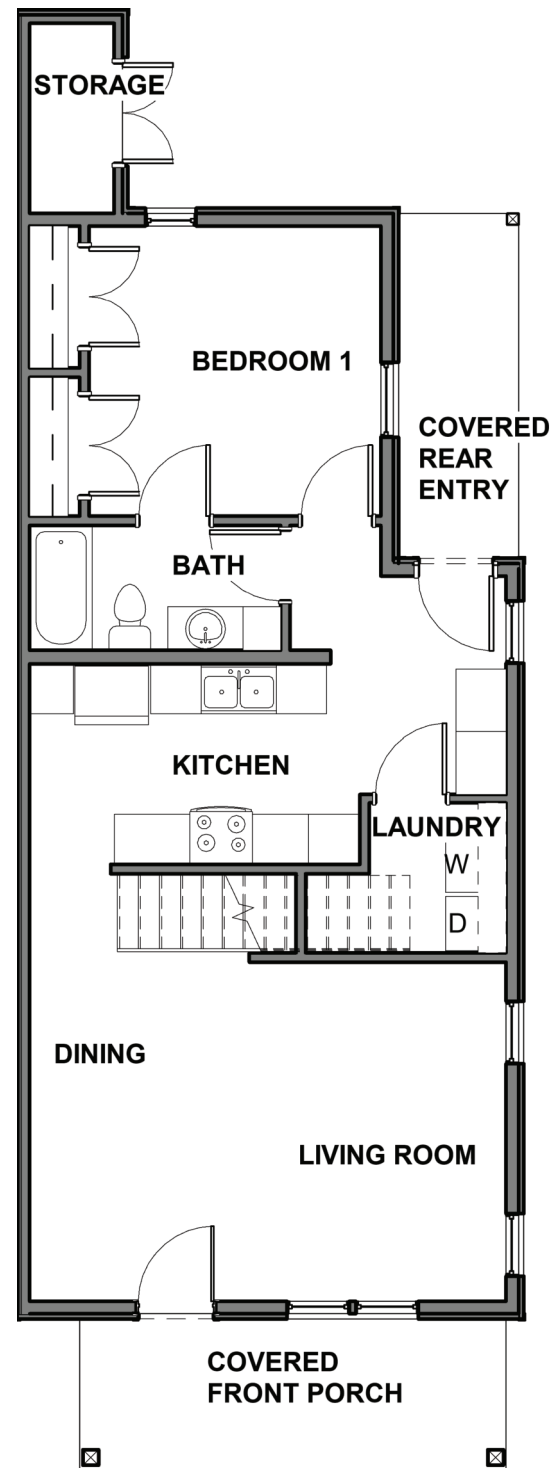 STORAGE
BEDROOM 1
COVERED
REAR
ENTRY
BATH
KITCHEN
LAUNDRY
W
D
DINING
LIVING ROOM
COVERED
FRONT PORCH